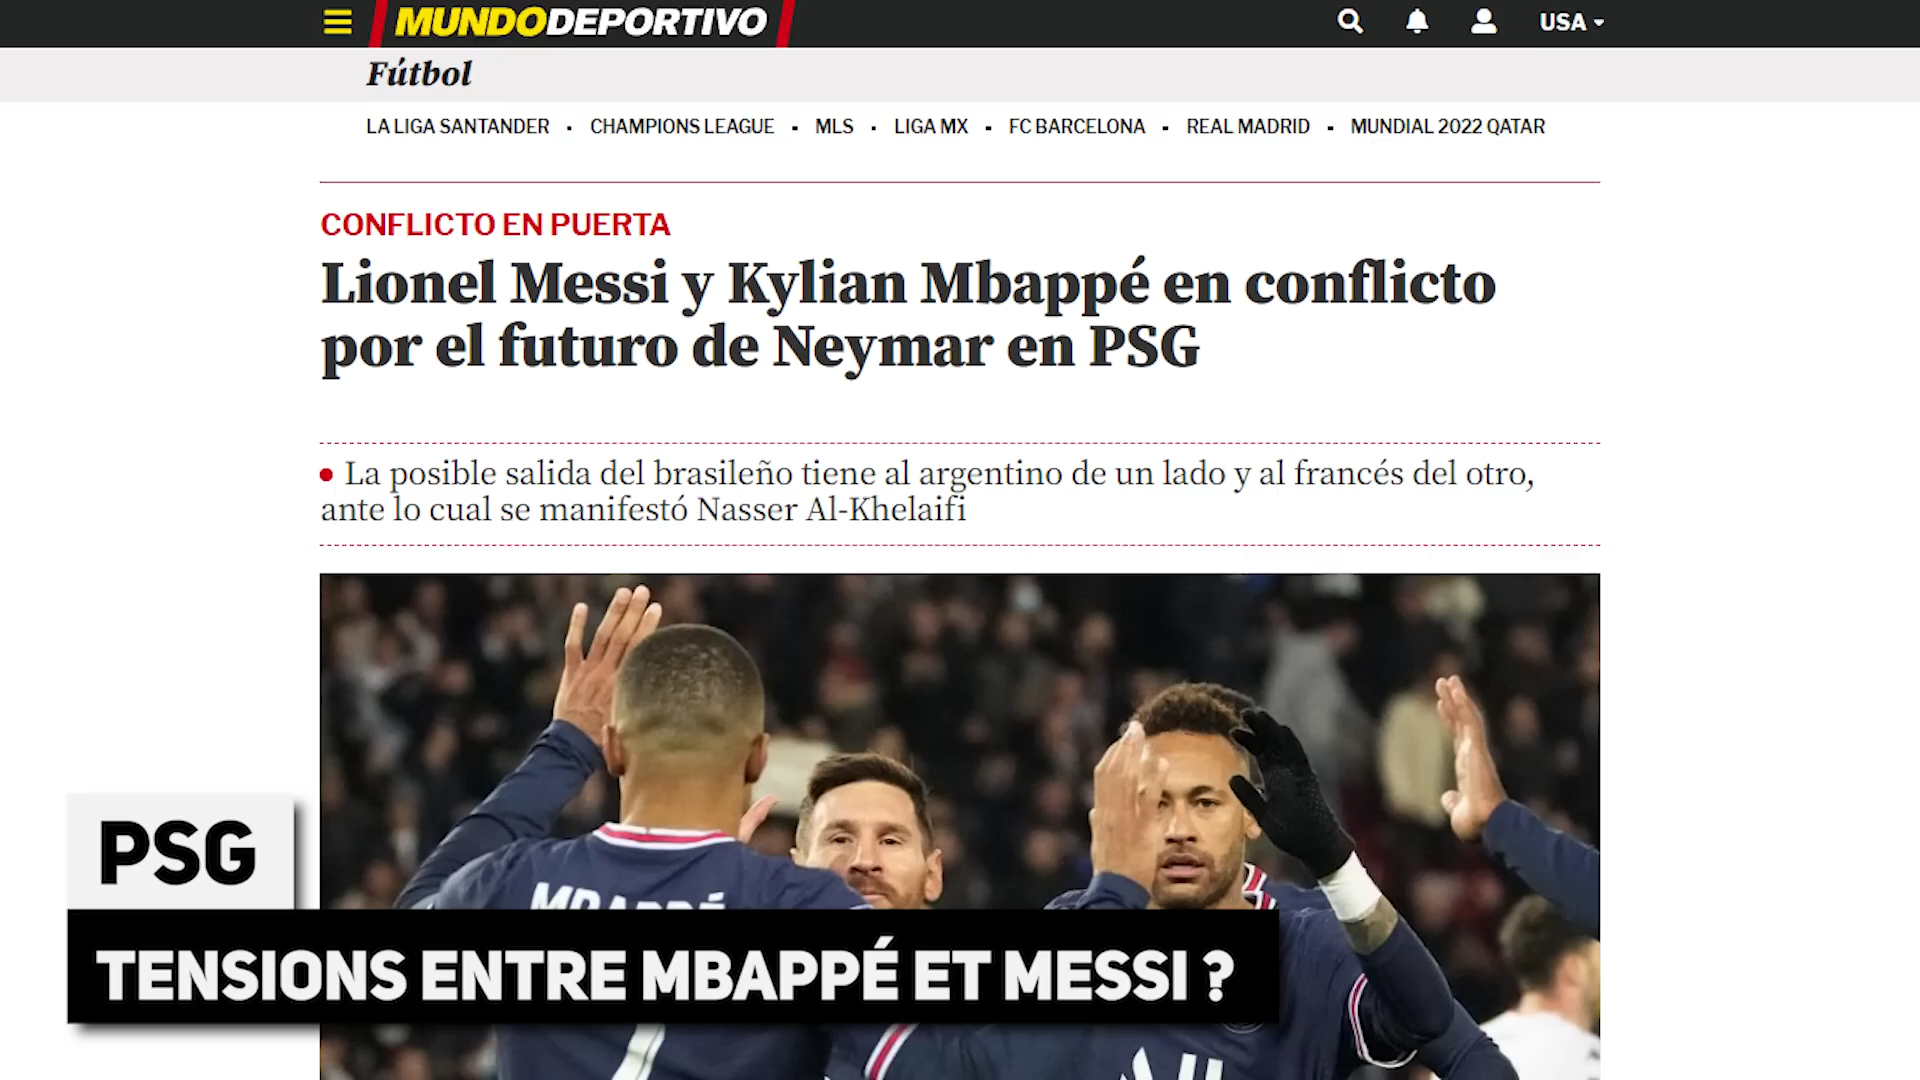 MUNDODEPORTIVO
USA
Fútbol
LA LIGA SANTANDER · CHAMPIONS LEAGUE · MLS · LIGA MX · FC BARCELONA · REAL MADRID · MUNDIAL 2022 QATAR
CONFLICTO EN PUERTA
Lionel Messi y Kylian Mbappé en conflicto
por el futuro de Neymar en PSG
• La posible salida del brasileño tiene al argentino de un lado y al francés del otro,
ante lo cual se manifestó Nasser Al-Khelaifi
MBAPPÉ
7
PSG
TENSIONS ENTRE MBAPPÉ ET MESSI ?